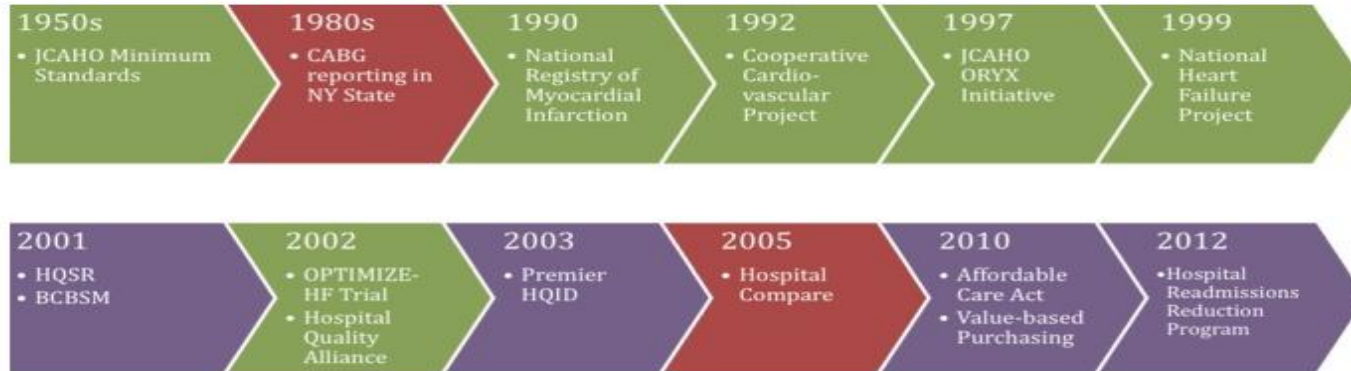 1950s
• JCAHO Minimum
Standards
1980s
• CABG
reporting in
NY State
1990
• National
Registry of
Myocardial
Infarction
1992
• Cooperative
Cardio-
vascular
Project
1997
• JCAHO
ORYX
Initiative
1999
• National
Heart
Failure
Project
2001
• HQSR
• BCBSM
2002
• OPTIMIZE-
HF Trial
• Hospital
Quality
Alliance
2003
• Premier
HQID
2005
• Hospital
Compare
2010
• Affordable
Care Act
• Value-based
Purchasing
2012
•Hospital
Readmissions
Reduction
Program